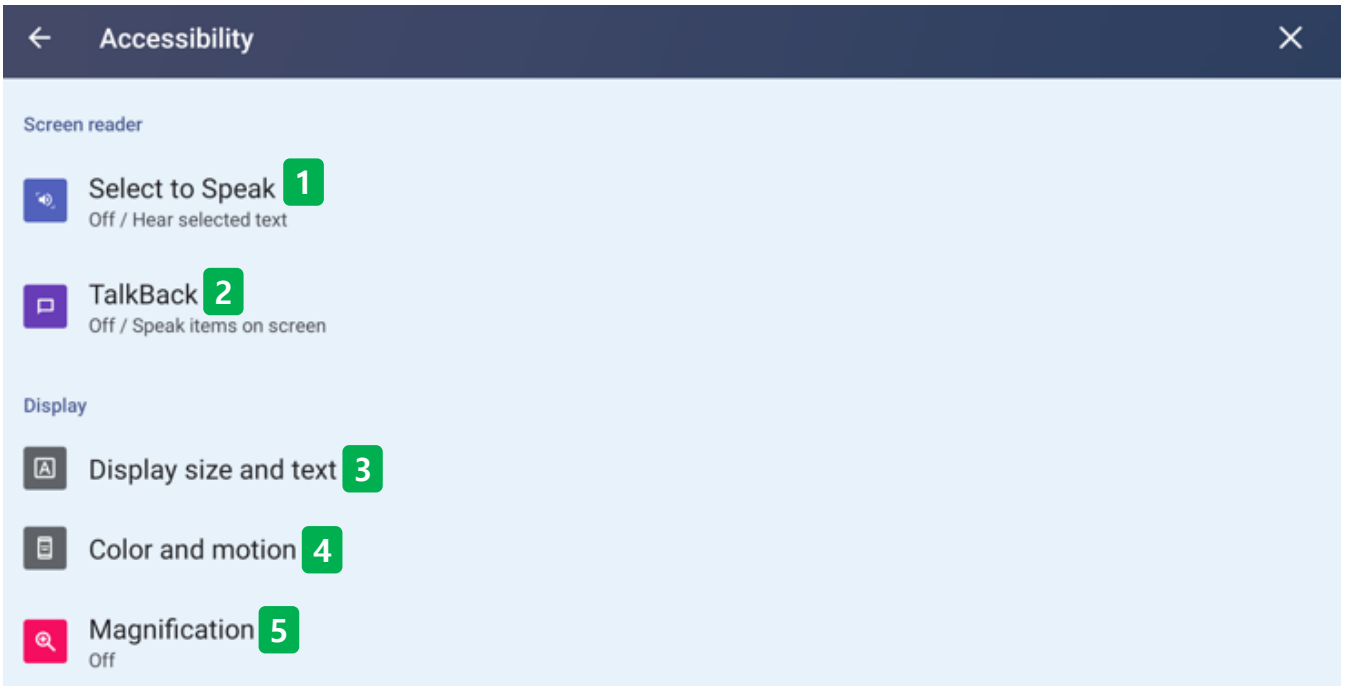 Accessibility
Screen reader
Select to Speak 1
Off / Hear selected text
TalkBack 2
Off / Speak items on screen
Display
Display size and text 3
Color and motion 4
Magnification 5
Off